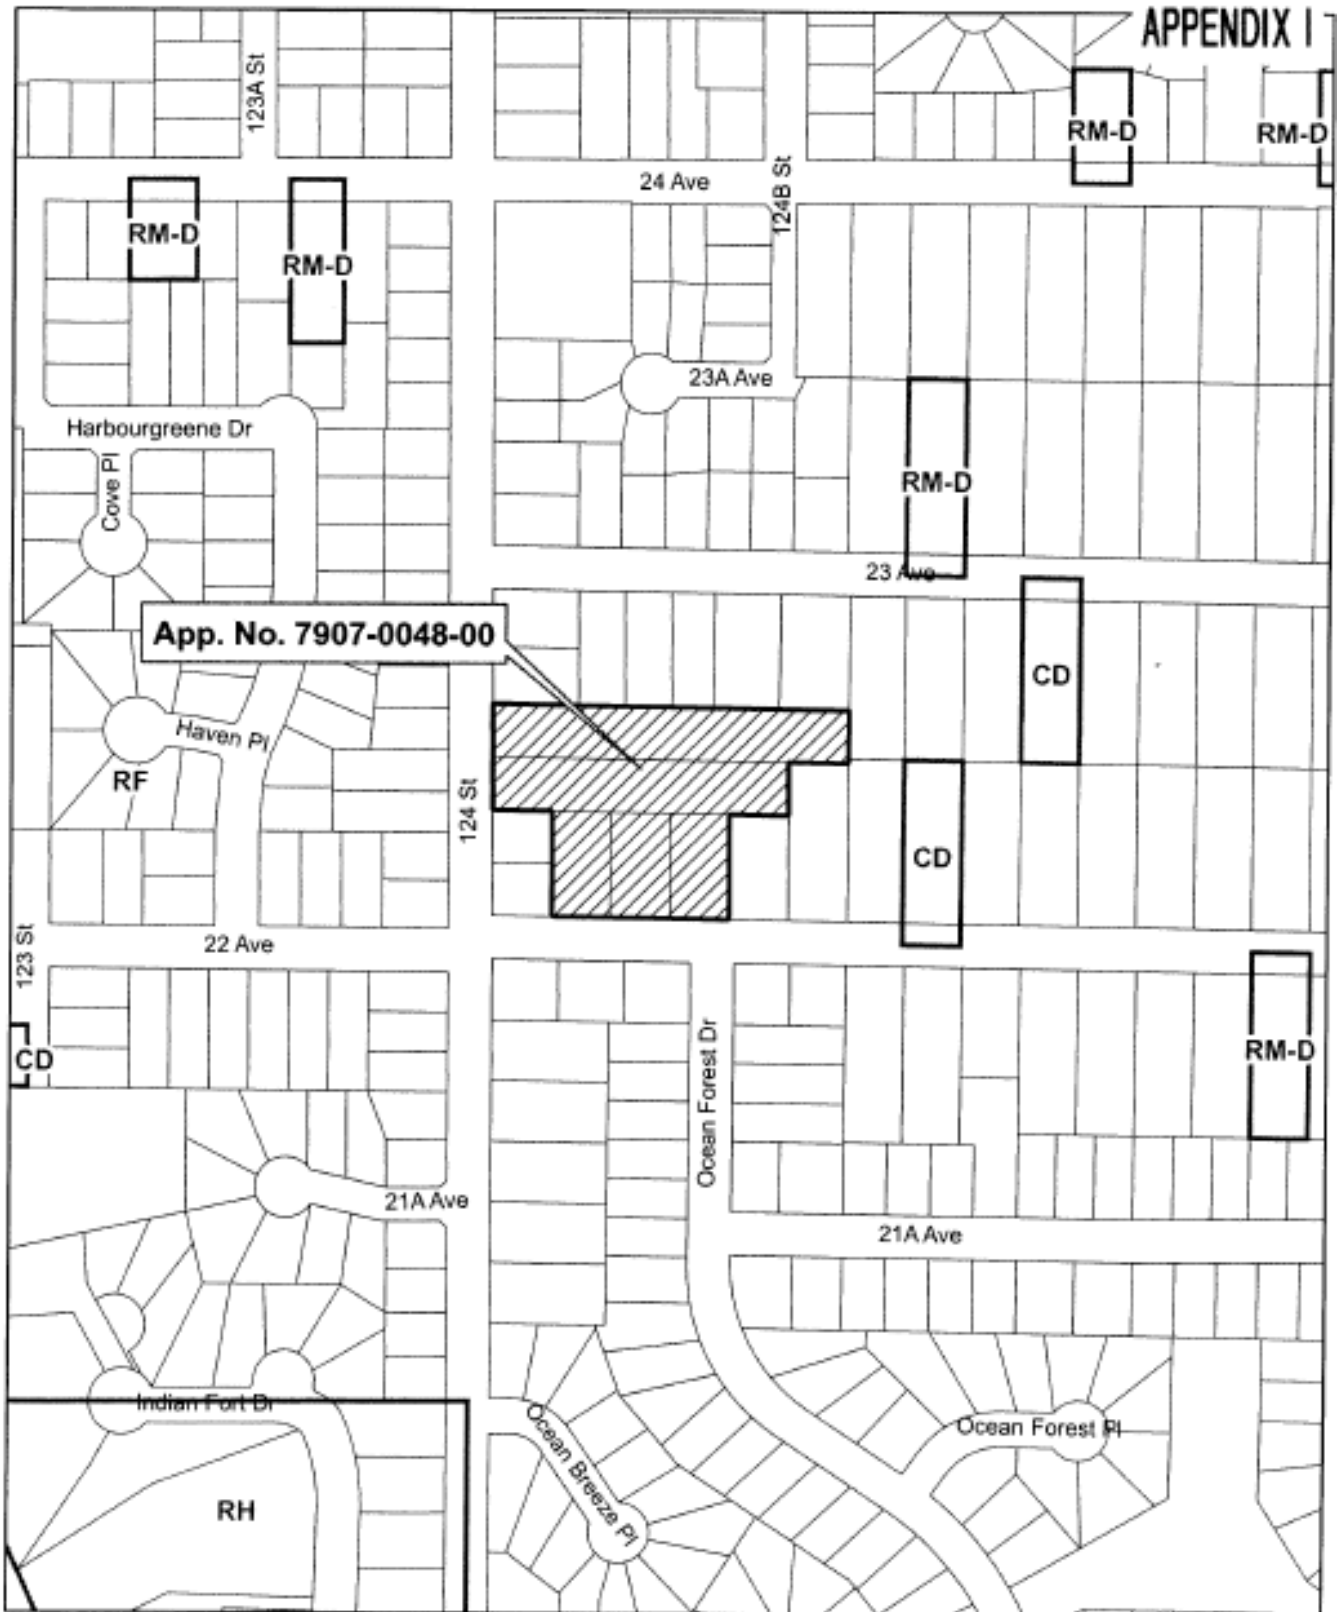 APPENDIX I
123A St
RM-D
RM-D
24 Ave
124B St
RM-D
RM-D
23A Ave
Harbourgreene Dr
Cove Pl
RM-D
23 Ave
App. No. 7907-0048-00
CD
Haven Pl
RF
124 St
CD
123 St
22 Ave
CD
Ocean Forest Dr
RM-D
21A Ave
21A Ave
Indian Fort Dr
Ocean Breeze Pl
Ocean Forest Pl
RH